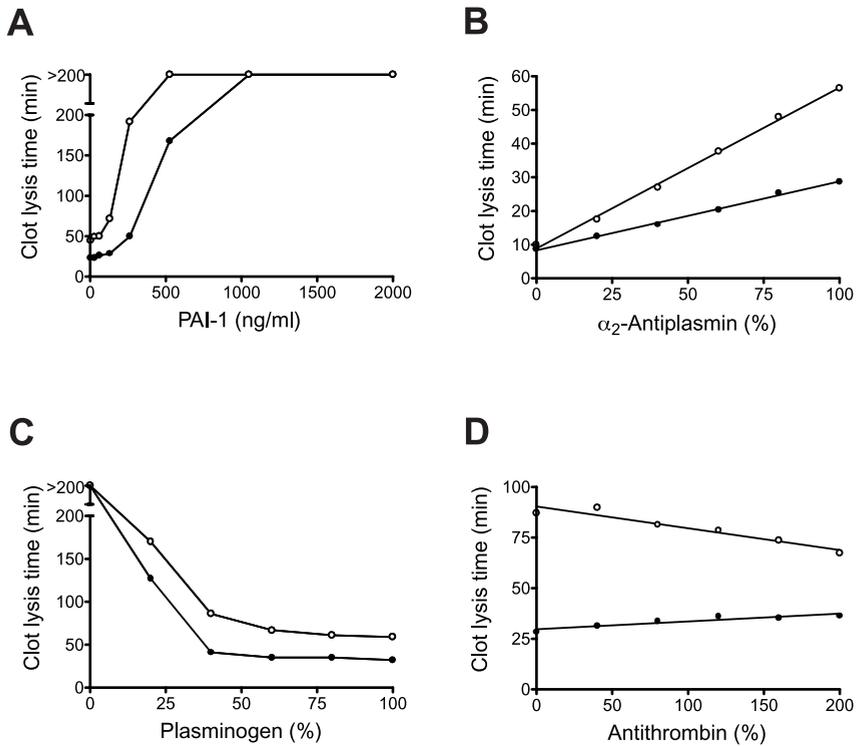 A
Clot lysis time (min)
>200
200
150
100
50
0
0 500 1000 1500 2000
PAI-1 (ng/ml)
B
Clot lysis time (min)
60
50
40
30
20
10
0
0 25 50 75 100
α2-Antiplasmin (%)
C
Clot lysis time (min)
>200
200
150
100
50
0
0 25 50 75 100
Plasminogen (%)
D
Clot lysis time (min)
100
75
50
25
0
0 50 100 150 200
Antithrombin (%)